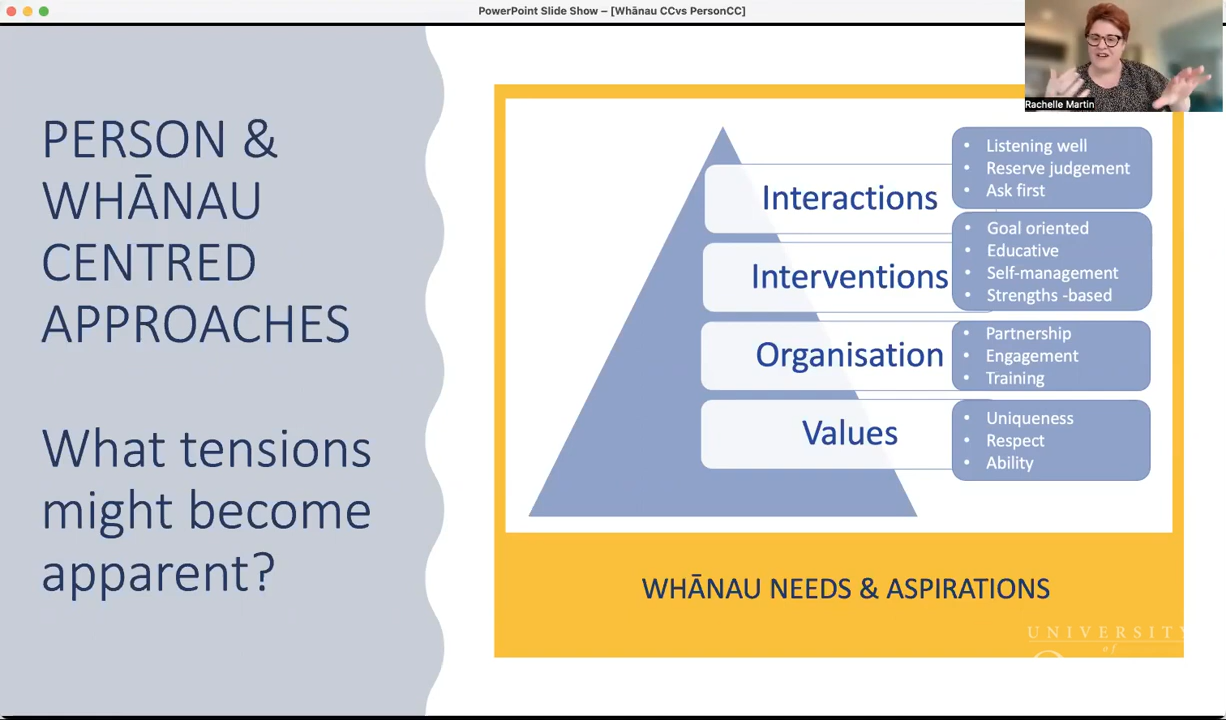 PowerPoint Slide Show – [Whānau CCvs PersonCC]
Rachelle Martin
PERSON &
WHĀNAU
CENTRED
APPROACHES
What tensions
might become
apparent?
Interactions
• Listening well
• Reserve judgement
• Ask first
Interventions
• Goal oriented
• Educative
• Self-management
• Strengths -based
Organisation
• Partnership
• Engagement
• Training
Values
• Uniqueness
• Respect
• Ability
WHĀNAU NEEDS & ASPIRATIONS
UNIVERSITY
of